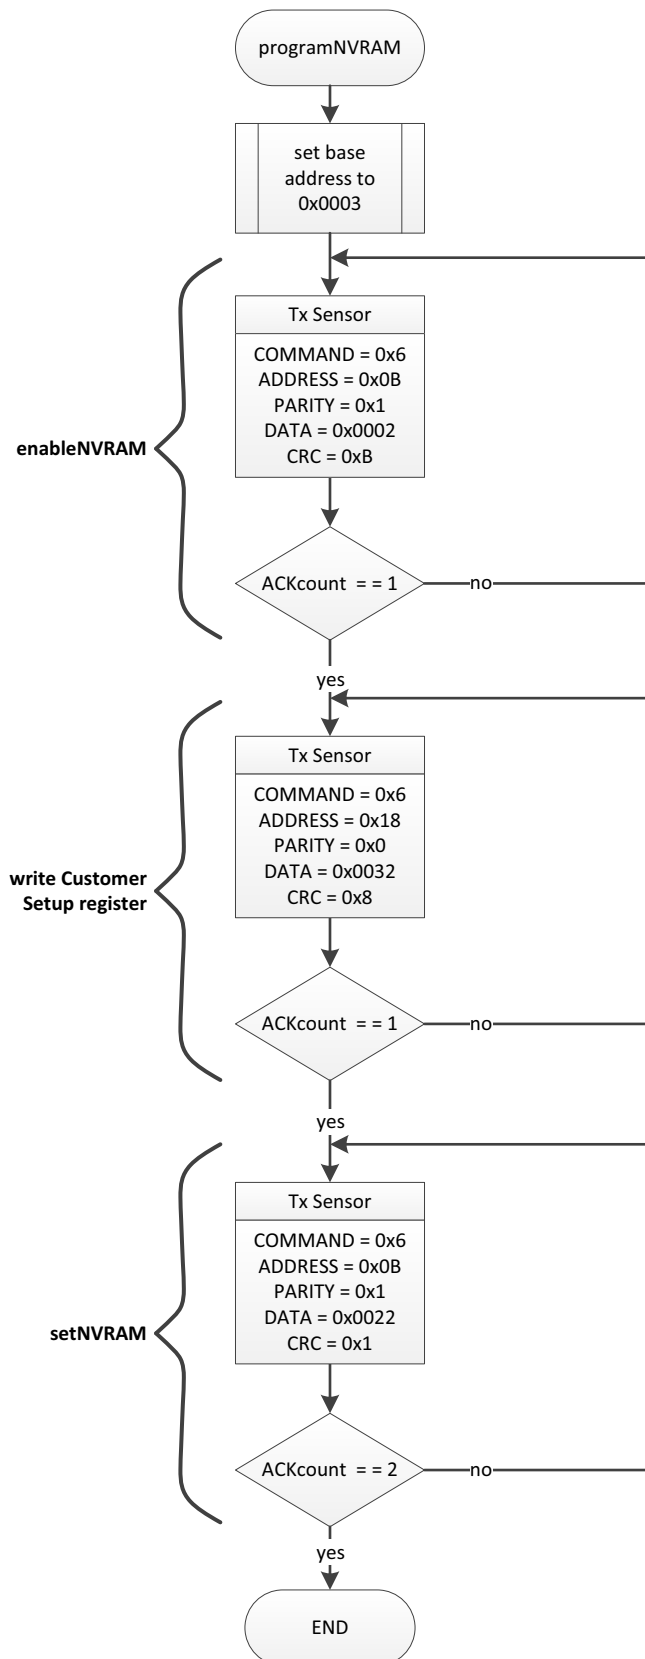 programNVRAM
set base
address to
0x0003
Tx Sensor
COMMAND = 0x6
ADDRESS = 0x0B
PARITY = 0x1
DATA = 0x0002
CRC = 0xB
enableNVRAM
ACKcount = = 1
no
yes
Tx Sensor
COMMAND = 0x6
ADDRESS = 0x18
PARITY = 0x0
DATA = 0x0032
CRC = 0x8
write Customer
Setup register
ACKcount = = 1
no
yes
Tx Sensor
COMMAND = 0x6
ADDRESS = 0x0B
PARITY = 0x1
DATA = 0x0022
CRC = 0x1
setNVRAM
ACKcount = = 2
no
yes
END